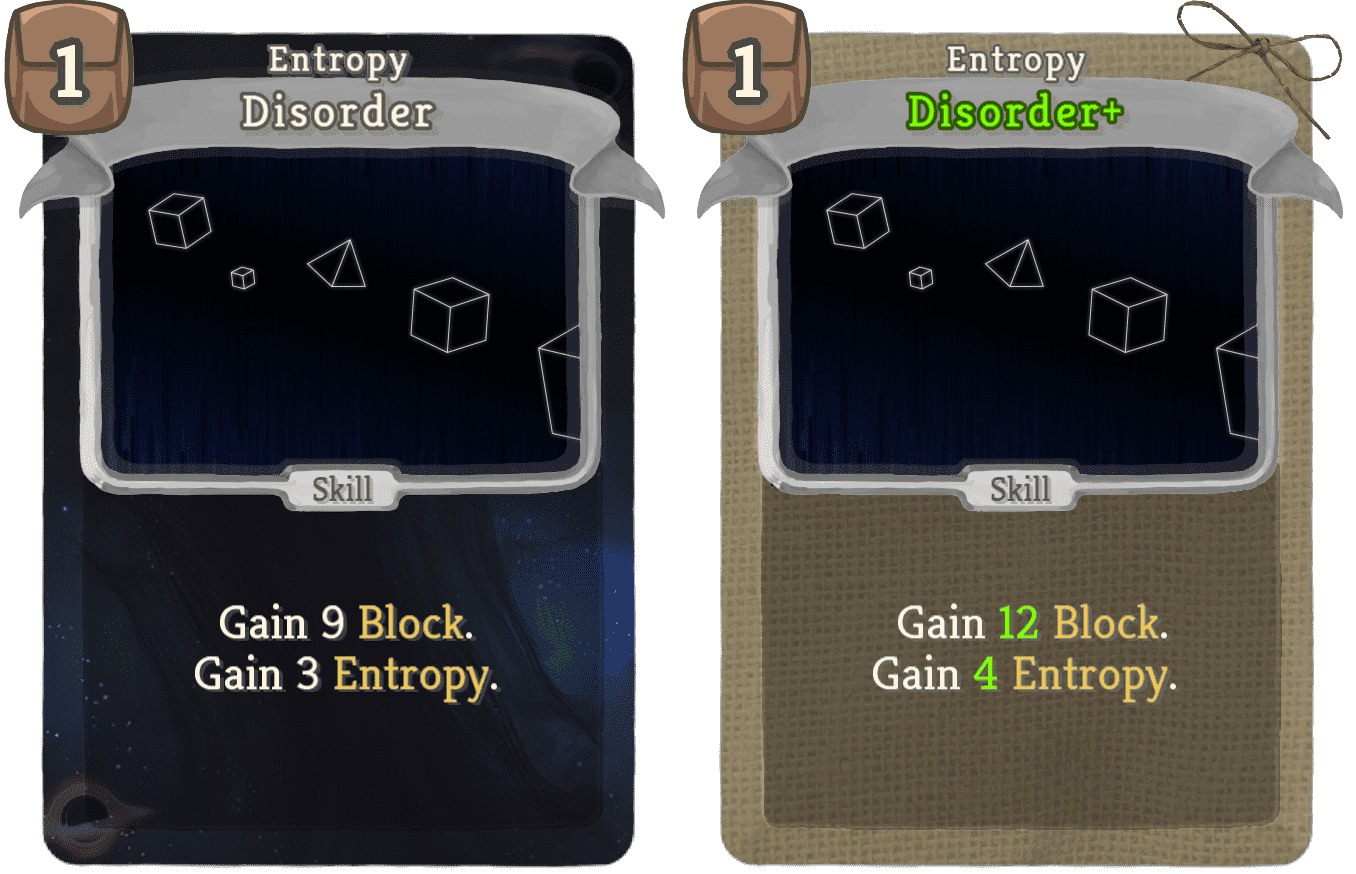 1
Entropy
Disorder
Skill
Gain 9 Block.
Gain 3 Entropy.
1
Entropy
Disorder+
Skill
Gain 12 Block.
Gain 4 Entropy.